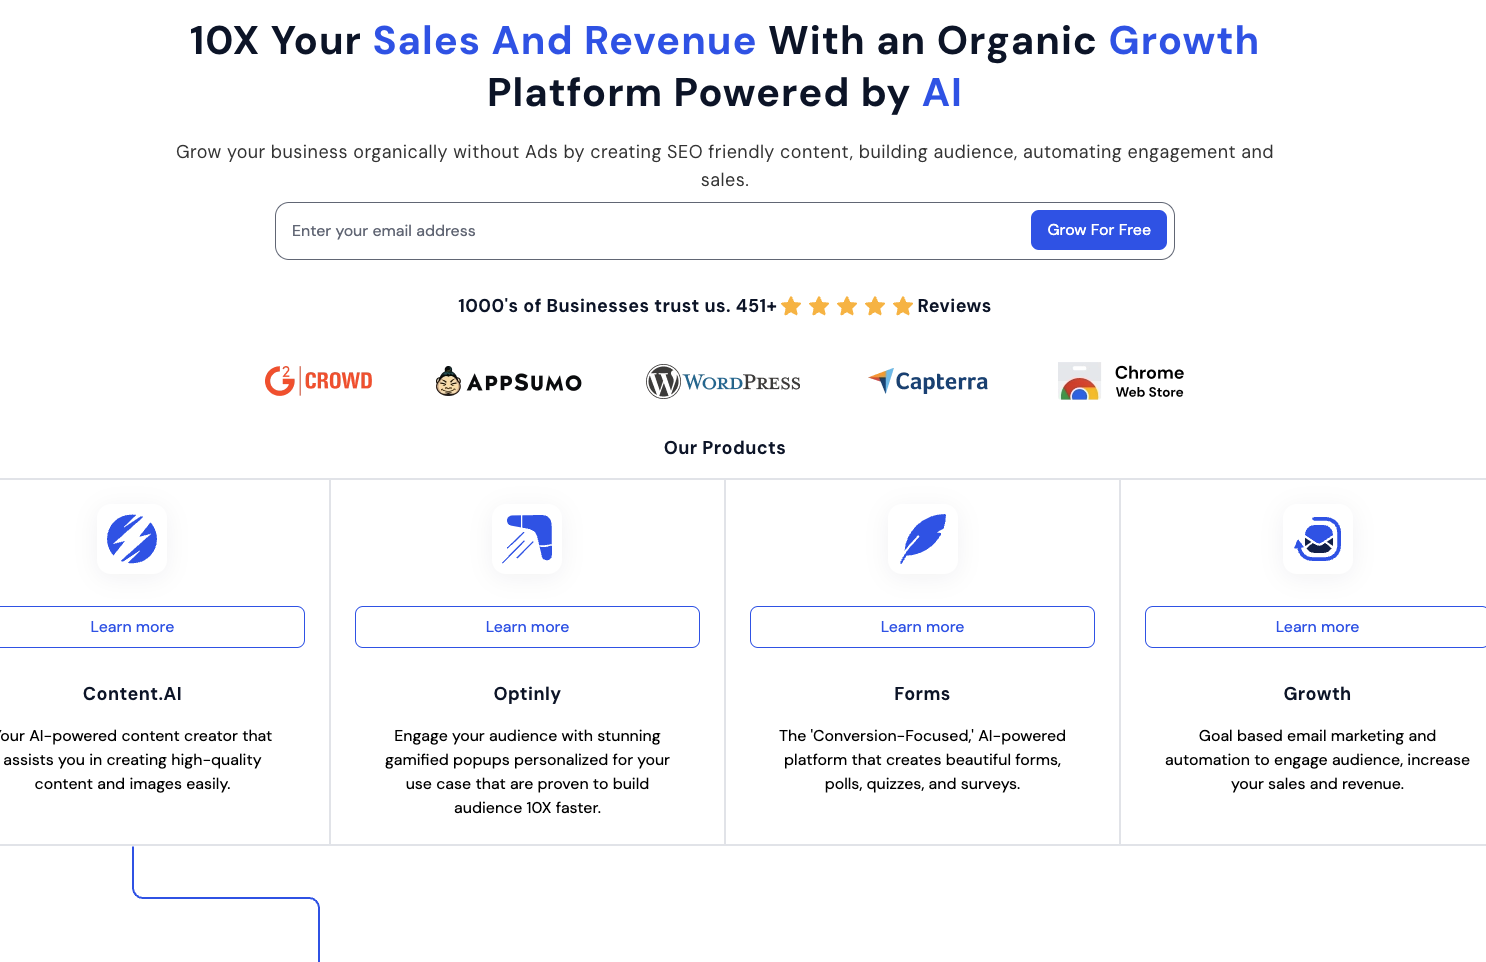 10X Your Sales And Revenue With an Organic Growth
Platform Powered by AI
Grow your business organically without Ads by creating SEO friendly content, building audience, automating engagement and
sales.
Enter your email address
Grow For Free
1000's of Businesses trust us. 451+ Reviews
G2 CROWD
APPSUMO
WORDPRESS
Capterra
Chrome
Web Store
Our Products
Learn more
Content.AI
Your AI-powered content creator that
assists you in creating high-quality
content and images easily.
Learn more
Optinly
Engage your audience with stunning
gamified popups personalized for your
use case that are proven to build
audience 10X faster.
Learn more
Forms
The 'Conversion-Focused,' AI-powered
platform that creates beautiful forms,
polls, quizzes, and surveys.
Learn more
Growth
Goal based email marketing and
automation to engage audience, increase
your sales and revenue.